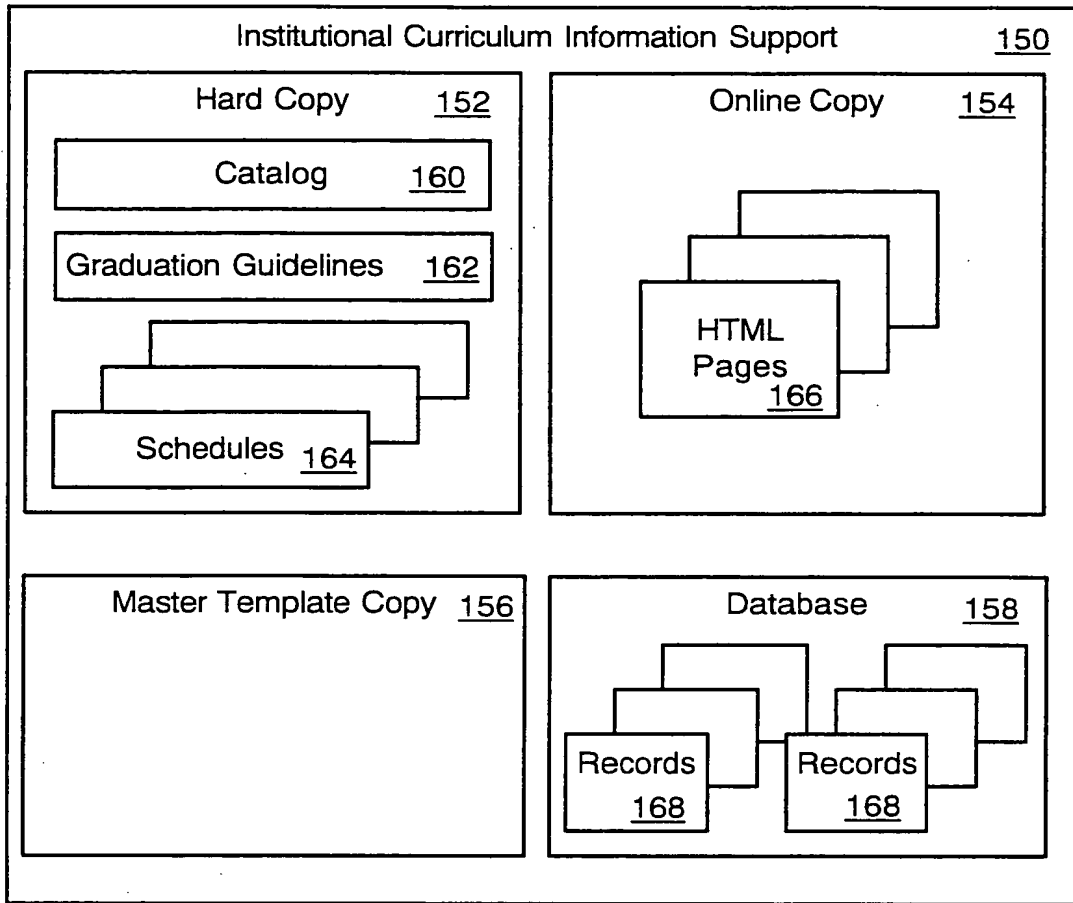 Institutional Curriculum Information Support 150
Hard Copy 152
Catalog 160
Graduation Guidelines 162
Schedules 164
Online Copy 154
HTML
Pages
166
Master Template Copy 156
Database 158
Records
168
Records
168